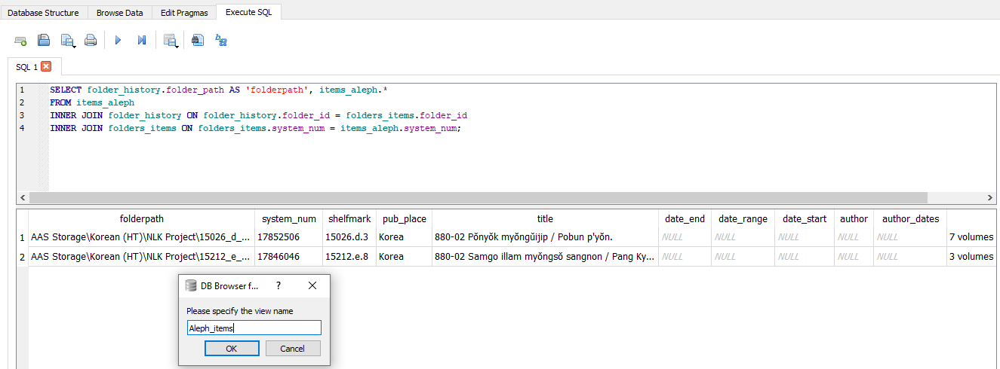 Database Structure Browse Data Edit Pragmas Execute SQL
SQL 1
1 SELECT folder_history.folder_path AS 'folderpath', items_aleph.*
2 FROM items_aleph
3 INNER JOIN folder_history ON folder_history.folder_id = folders_items.folder_id
4 INNER JOIN folders_items ON folders_items.system_num = items_aleph.system_num;
folderpath system_num shelfmark pub_place title date_end date_range date_start author author_dates
1 AAS Storage\Korean (HT)\NLK Project\15026_d_... 17852506 15026.d.3 Korea 880-02 Pŏnyŏk myŏngŭijip / Pobun p'yŏn. NULL NULL NULL NULL NULL 7 volumes
2 AAS Storage\Korean (HT)\NLK Project\15212_e_... 17846046 15212.e.8 Korea 880-02 Samgo illam myŏngsŏ sangnon / Pang Ky... NULL NULL NULL NULL NULL 3 volumes
DB Browser f... ?
Please specify the view name
Aleph_items
OK Cancel